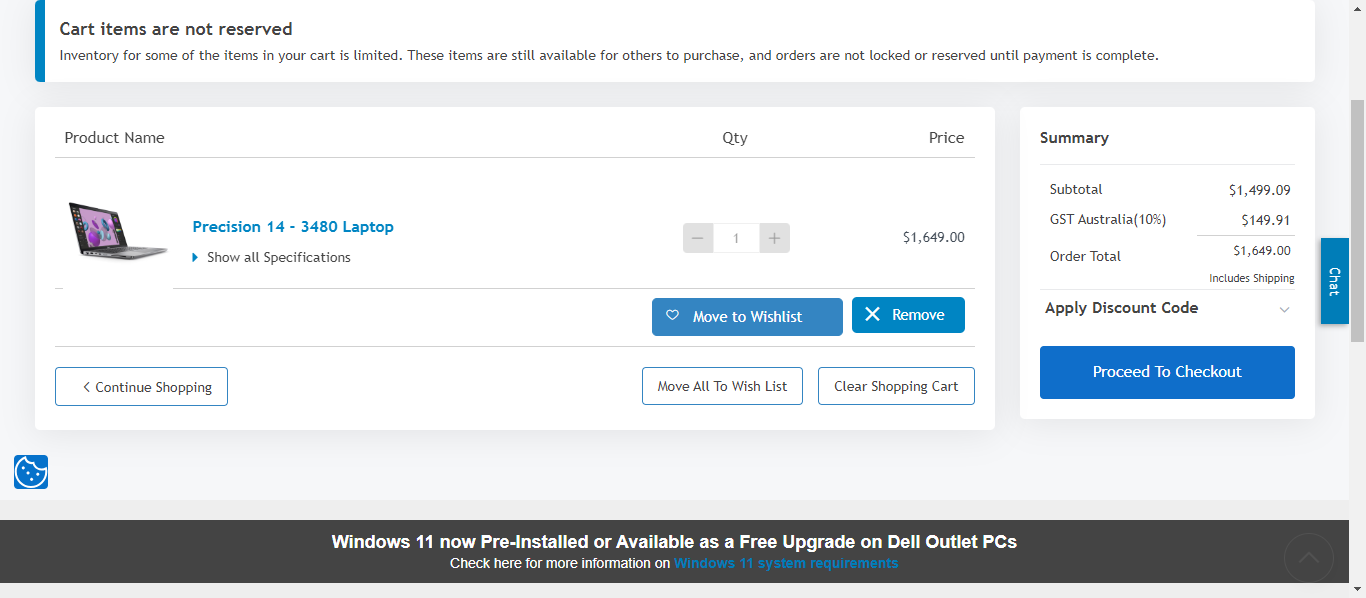 Cart items are not reserved
Inventory for some of the items in your cart is limited. These items are still available for others to purchase, and orders are not locked or reserved until payment is complete.
Product Name Qty Price
Precision 14 - 3480 Laptop
Show all Specifications
1
$1,649.00
Move to Wishlist
Remove
Continue Shopping
Move All To Wish List
Clear Shopping Cart
Summary
Subtotal $1,499.09
GST Australia(10%) $149.91
Order Total $1,649.00
Includes Shipping
Apply Discount Code
Proceed To Checkout
Chat
Windows 11 now Pre-Installed or Available as a Free Upgrade on Dell Outlet PCs
Check here for more information on Windows 11 system requirements